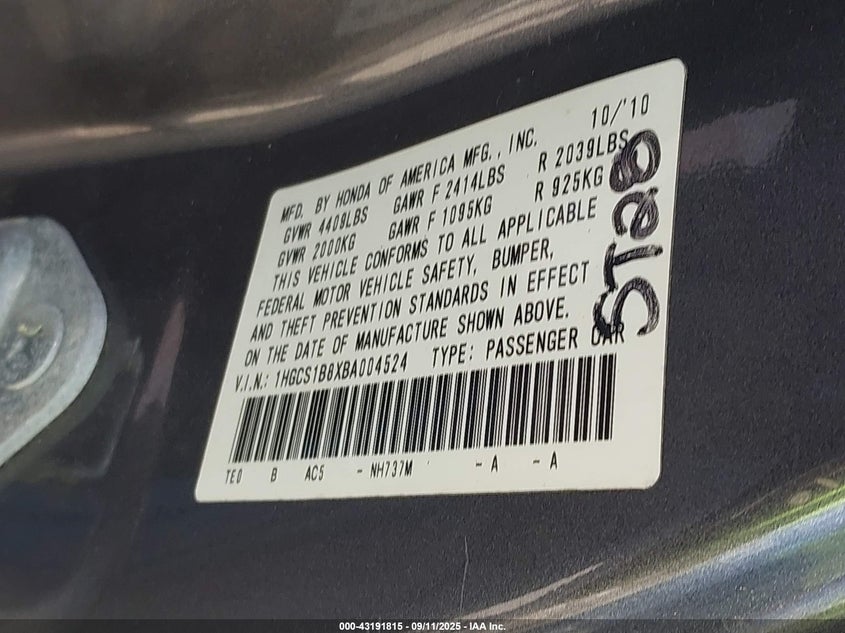 10/'10
MFD. BY HONDA OF AMERICA MFG., INC.
GVWR 4409LBS GAWR F 2414LBS R 2039LBS
GVWR 2000KG GAWR F 1095KG R 925KG
THIS VEHICLE CONFORMS TO ALL APPLICABLE
FEDERAL MOTOR VEHICLE SAFETY, BUMPER,
AND THEFT PREVENTION STANDARDS IN EFFECT
ON THE DATE OF MANUFACTURE SHOWN ABOVE.
V.I.N.: 1HGCS1B8XBA004524 TYPE: PASSENGER CAR
TE0 B AC5 - NH737M - A - A
ST28
000-43191815 - 09/11/2025 - IAA Inc.